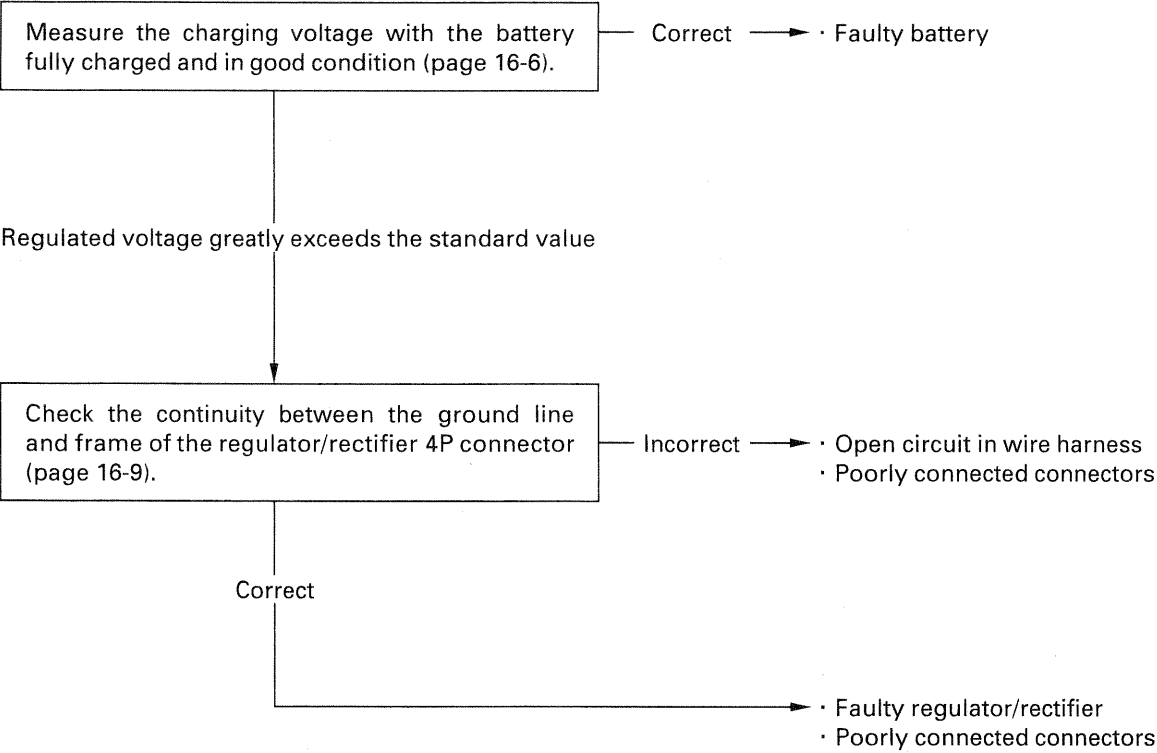 Measure the charging voltage with the battery
fully charged and in good condition (page 16-6).
Correct
· Faulty battery
Regulated voltage greatly exceeds the standard value
Check the continuity between the ground line
and frame of the regulator/rectifier 4P connector
(page 16-9).
Incorrect
· Open circuit in wire harness
· Poorly connected connectors
Correct
· Faulty regulator/rectifier
· Poorly connected connectors